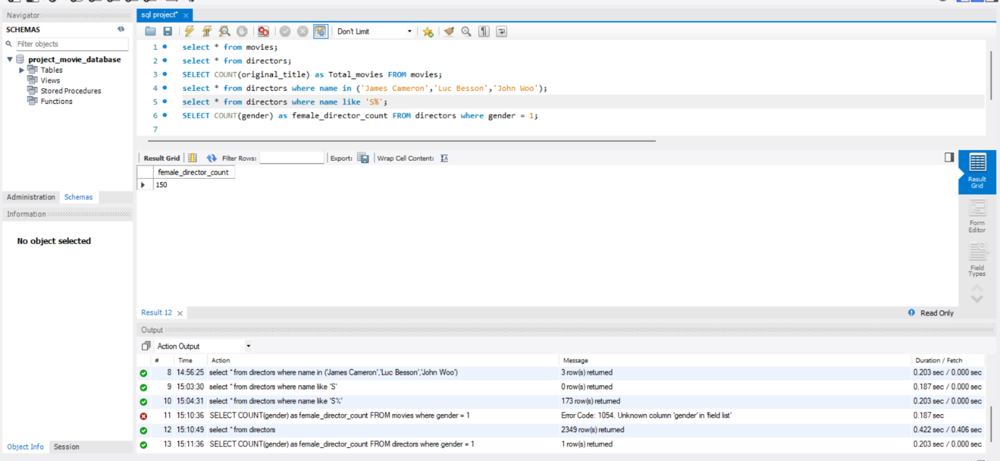 Navigator
sql project*
SCHEMAS
Don't Limit
Filter objects
project_movie_database
Tables
Views
Stored Procedures
Functions
1 select * from movies;
2 select * from directors;
3 SELECT COUNT(original_title) as Total_movies FROM movies;
4 select * from directors where name in ('James Cameron','Luc Besson','John Woo');
5 select * from directors where name like 'S%';
6 SELECT COUNT(gender) as female_director_count FROM directors where gender = 1;
7
Result Grid Filter Rows: Export: Wrap Cell Content:
female_director_count
150
Result
Grid
Form
Editor
Field
Types
Administration Schemas
Information
No object selected
Result 12 Read Only
Output
Action Output
# Time Action Message Duration / Fetch
8 14:56:25 select * from directors where name in ('James Cameron','Luc Besson','John Woo') 3 row(s) returned 0.203 sec / 0.000 sec
9 15:03:30 select * from directors where name like 'S' 0 row(s) returned 0.187 sec / 0.000 sec
10 15:04:31 select * from directors where name like 'S%' 173 row(s) returned 0.203 sec / 0.000 sec
11 15:10:36 SELECT COUNT(gender) as female_director_count FROM movies where gender = 1 Error Code: 1054. Unknown column 'gender' in 'field list' 0.187 sec
12 15:10:49 select * from directors 2349 row(s) returned 0.422 sec / 0.406 sec
13 15:11:36 SELECT COUNT(gender) as female_director_count FROM directors where gender = 1 1 row(s) returned 0.203 sec / 0.000 sec
Object Info Session